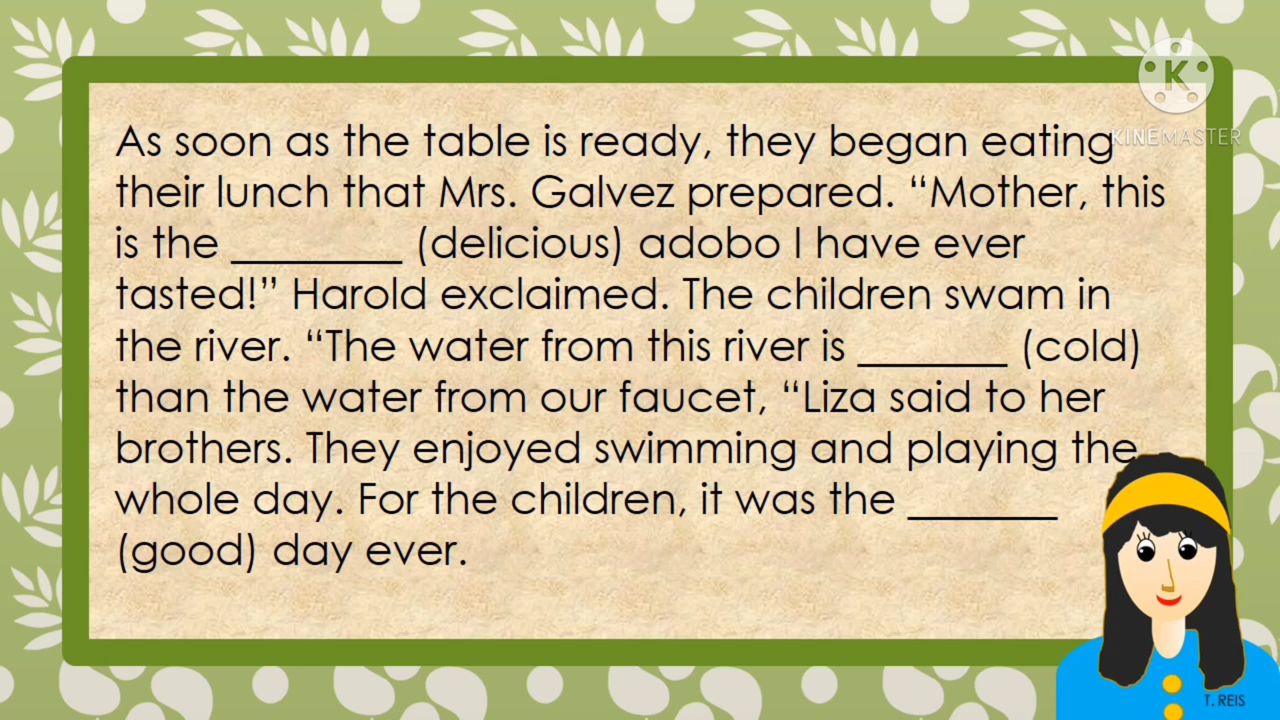 As soon as the table is ready, they began eating
their lunch that Mrs. Galvez prepared. “Mother, this
is the ________ (delicious) adobo I have ever
tasted!” Harold exclaimed. The children swam in
the river. “The water from this river is _______ (cold)
than the water from our faucet, “Liza said to her
brothers. They enjoyed swimming and playing the
whole day. For the children, it was the _______
(good) day ever.
K
KINEMASTER
T. REIS